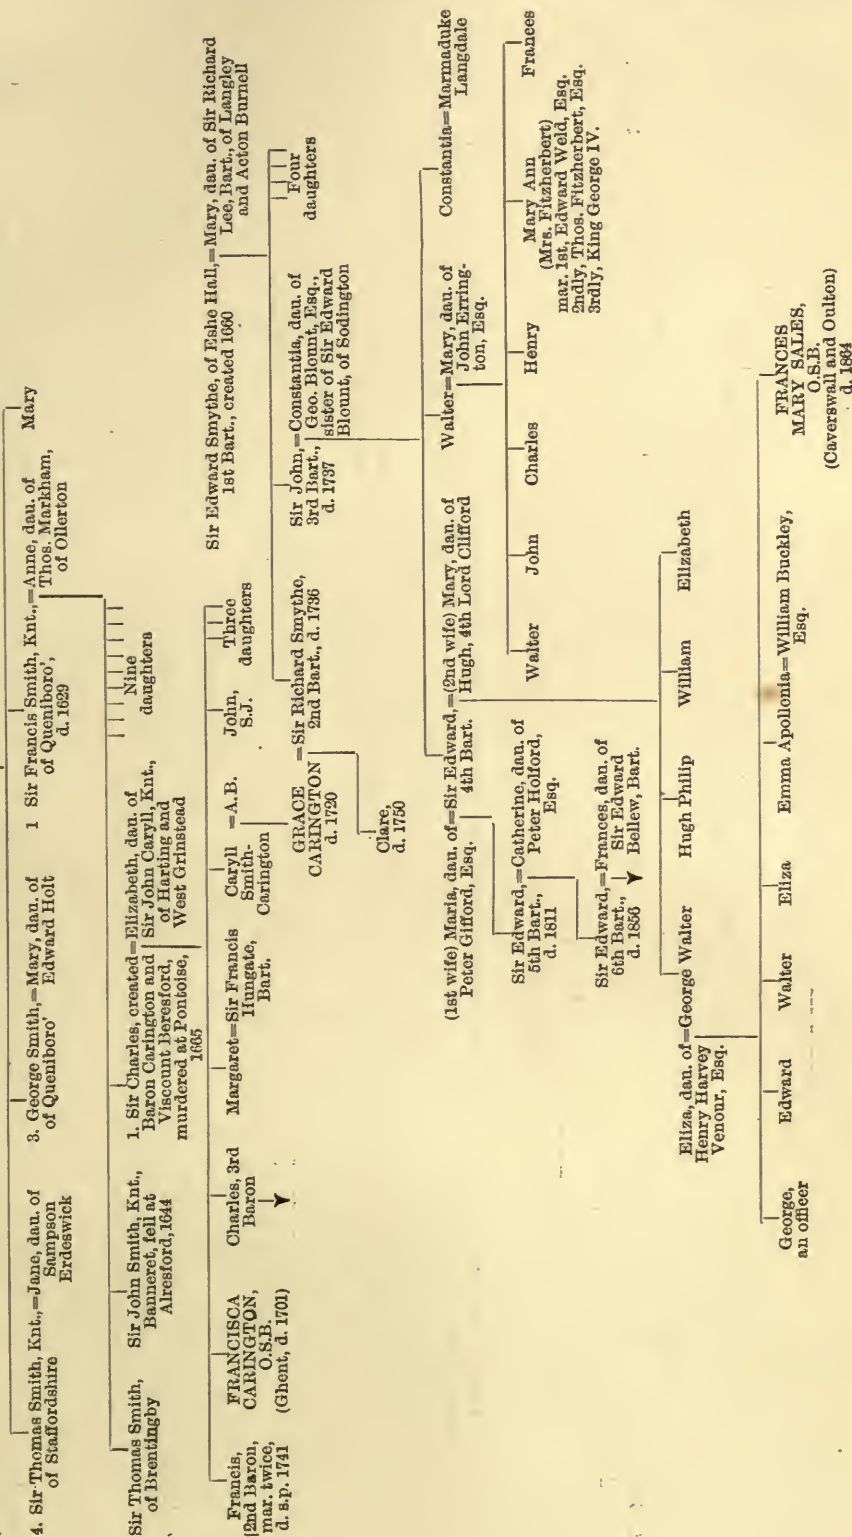 4. Sir Thomas Smith, Knt.,=Jane, dau. of
of Staffordshire
Sampson
Erdeswick
3. George Smith,=Mary, dau. of
of Queniboro'
Edward Holt
1 Sir Francis Smith, Knt.,=Anne, dau. of
of Queniboro',
d. 1629
Thos. Markham,
of Ollerton
Mary
Sir Thomas Smith,
of Brentingby
Sir John Smith, Knt.,
Banneret, fell at
Alresford, 1644
1. Sir Charles, created=Elizabeth, dau. of
Baron Carington and
Viscount Beresford,
murdered at Pontoise,
1665
Sir John Caryll, Knt.,
of Harting and
West Grinstead
Nine
daughters
Francis,
2nd Baron,
mar. twice,
d. s.p. 1741
FRANCISCA
CARINGTON,
O.S.B.
(Ghent, d. 1701)
Charles, 3rd
Baron
Margaret=Sir Francis
Hungate,
Bart.
Caryll
Smith-
Carington
=A.B.
John,
S.J.
Three
daughters
Sir Edward Smythe, of Eshe Hall,=Mary, dau. of Sir Richard
1st Bart., created 1660
Lee, Bart., of Langley
and Acton Burnell
GRACE
CARINGTON
d. 1720
=Sir Richard Smythe,
2nd Bart., d. 1736
Sir John,=Constantia, dau. of
3rd Bart.,
d. 1737
Geo. Blount, Esq.,
sister of Sir Edward
Blount, of Sodington
Four
daughters
Clare,
d. 1750
(1st wife) Maria, dau. of=Sir Edward,=(2nd wife) Mary, dau. of
Peter Gifford, Esq.
4th Bart.
Hugh, 4th Lord Clifford
Walter=Mary, dau. of
John Erring-
ton, Esq.
Constantia=Marmaduke
Langdale
Sir Edward,=Catherine, dau. of
5th Bart.,
d. 1811
Peter Holford,
Esq.
Walter
John
Charles
Henry
Mary Ann
(Mrs. Fitzherbert)
mar. 1st, Edward Weld, Esq.
2ndly, Thos. Fitzherbert, Esq.
3rdly, King George IV.
Frances
Sir Edward,=Frances, dau. of
6th Bart.,
d. 1856
Sir Edward
Bellew, Bart.
Eliza, dau. of=George Walter
Henry Harvey
Venour, Esq.
Hugh Philip
William
Elizabeth
George,
an officer
Edward
Walter
Eliza
Emma Apollonia=William Buckley,
Esq.
FRANCES
MARY SALES,
O.S.B.
(Caverswall and Oulton)
d. 1864